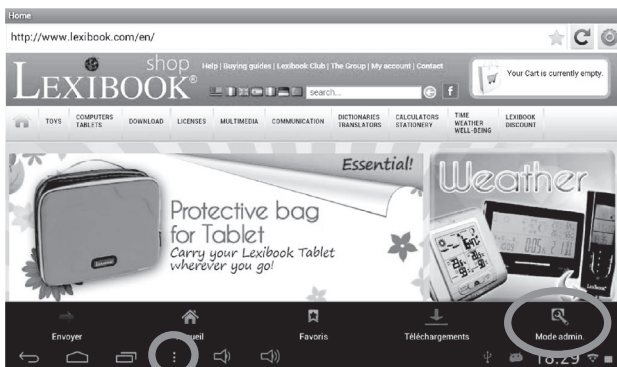 Home
http://www.lexibook.com/en/
shop
LEXIBOOK®
Help | Buying guides | Lexibook Club | The Group | My account | Contact
search...
Your Cart is currently empty.
TOYS
COMPUTERS TABLETS
DOWNLOAD
LICENSES
MULTIMEDIA
COMMUNICATION
DICTIONARIES TRANSLATORS
CALCULATORS STATIONERY
TIME WEATHER WELL-BEING
LEXIBOOK DISCOUNT
Essential!
Protective bag
for Tablet
Carry your Lexibook Tablet
wherever you go!
Weather
Envoyer
Favoris
Téléchargements
Mode admin.
18:29